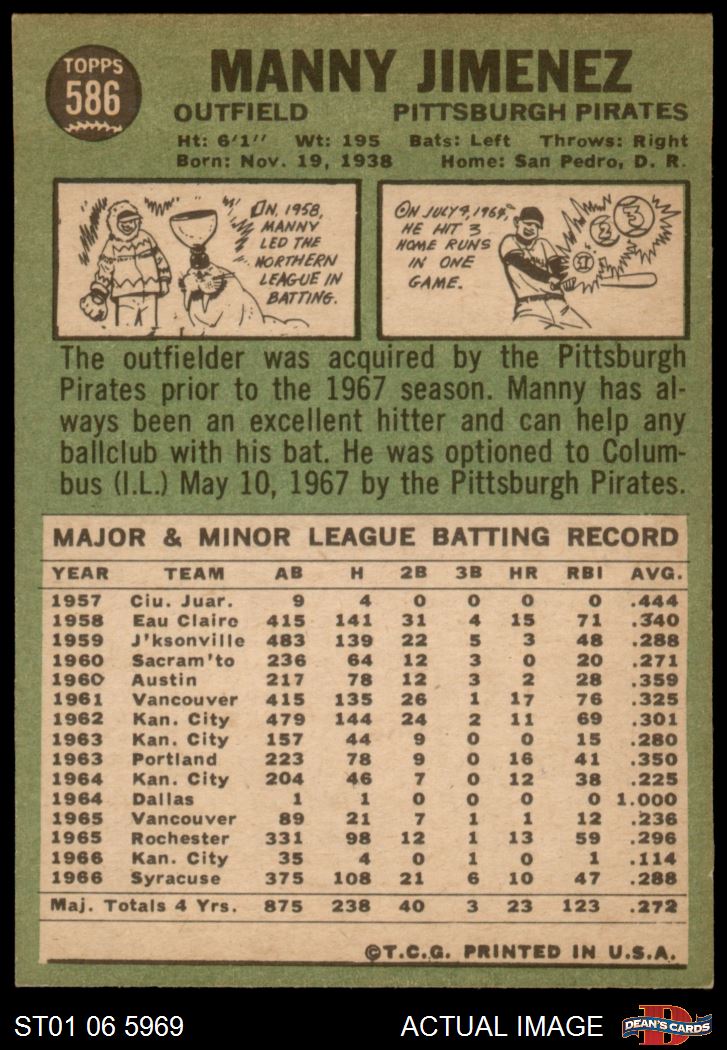 TOPPS
586
MANNY JIMENEZ
OUTFIELD PITTSBURGH PIRATES
Ht: 6'1" Wt: 195 Bats: Left Throws: Right
Born: Nov. 19, 1938 Home: San Pedro, D. R.
ON, 1958,
MANNY
LED THE
NORTHERN
LEAGUE IN
BATTING.
ON JULY 9, 1964,
HE HIT 3
HOME RUNS
IN ONE
GAME.
1
2
3
The outfielder was acquired by the Pittsburgh
Pirates prior to the 1967 season. Manny has al-
ways been an excellent hitter and can help any
ballclub with his bat. He was optioned to Colum-
bus (I.L.) May 10, 1967 by the Pittsburgh Pirates.
MAJOR & MINOR LEAGUE BATTING RECORD
YEAR TEAM AB H 2B 3B HR RBI AVG.
1957 Ciu. Juar. 9 4 0 0 0 0 .444
1958 Eau Claire 415 141 31 4 15 71 .340
1959 J'ksonville 483 139 22 5 3 48 .288
1960 Sacram'to 236 64 12 3 0 20 .271
1960 Austin 217 78 12 3 2 28 .359
1961 Vancouver 415 135 26 1 17 76 .325
1962 Kan. City 479 144 24 2 11 69 .301
1963 Kan. City 157 44 9 0 0 15 .280
1963 Portland 223 78 9 0 16 41 .350
1964 Kan. City 204 46 7 0 12 38 .225
1964 Dallas 1 1 0 0 0 0 1.000
1965 Vancouver 89 21 7 1 1 12 .236
1965 Rochester 331 98 12 1 13 59 .296
1966 Kan. City 35 4 0 1 0 1 .114
1966 Syracuse 375 108 21 6 10 47 .288
Maj. Totals 4 Yrs. 875 238 40 3 23 123 .272
©T.C.G. PRINTED IN U.S.A.
ST01 06 5969 ACTUAL IMAGE
D
DEAN'S CARDS